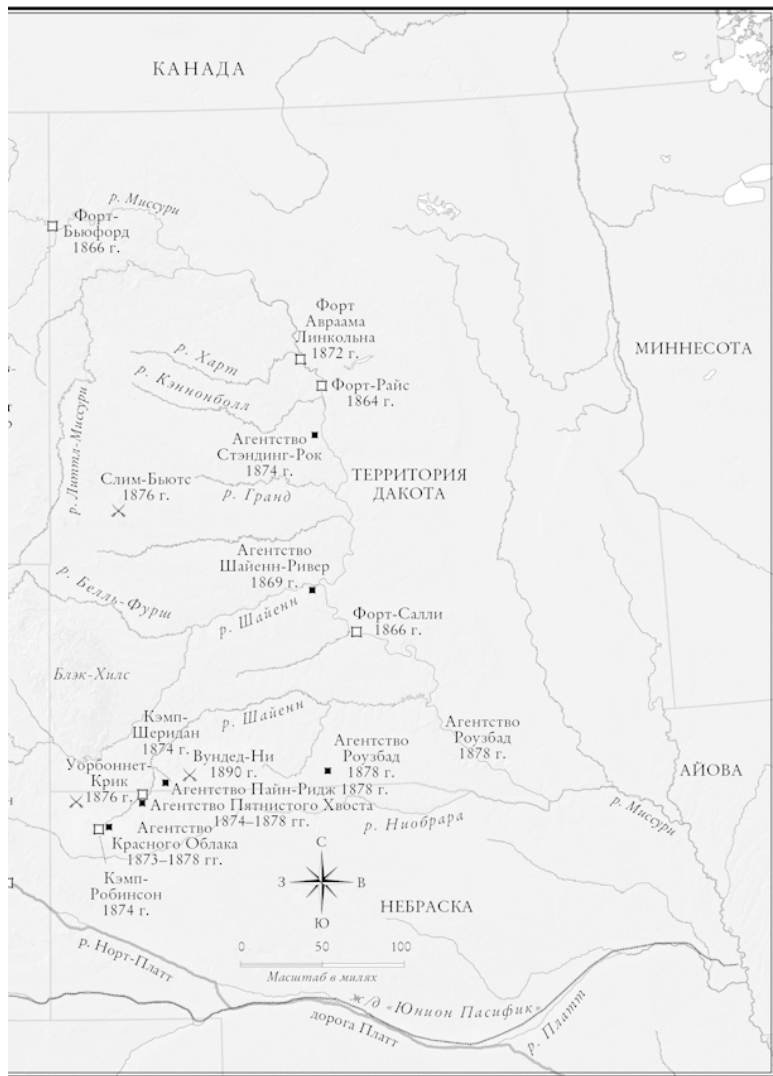 КАНАДА
р. Миссури
Форт-
Бьюфорд
1866 г.
Форт
Авраама
Линкольна
1872 г.
МИННЕСОТА
р. Харт
р. Кэннонболл
Форт-Райс
1864 г.
р. Литтл-Миссури
Агентство
Стэндинг-Рок
1874 г.
Слим-Бьютс
1876 г.
ТЕРРИТОРИЯ
ДАКОТА
р. Гранд
Агентство
Шайенн-Ривер
1869 г.
р. Белль-Фурш
р. Шайенн
Форт-Салли
1866 г.
Блэк-Хилс
Кэмп-
Шеридан
1874 г.
р. Шайенн
Агентство
Роузбад
1878 г.
Агентство
Роузбад
1878 г.
Вундед-Ни
1890 г.
Уорбоннет-
Крик
1876 г.
АЙОВА
Агентство Пайн-Ридж 1878 г.
Агентство Пятнистого Хвоста
1874–1878 гг.
р. Миссури
р. Ниобрара
Агентство
Красного Облака
1873–1878 гг.
Кэмп-
Робинсон
1874 г.
С
З
В
Ю
НЕБРАСКА
р. Норт-Платт
0
50
100
Масштаб в милях
ж/д «Юнион Пасифик»
дорога Платт
р. Платт